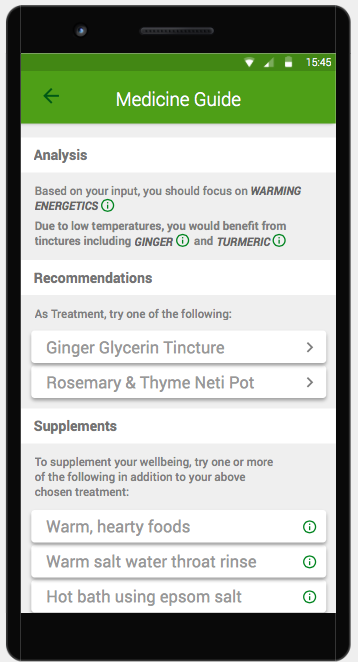 15:45
Medicine Guide
Analysis
Based on your input, you should focus on WARMING
ENERGETICS
Due to low temperatures, you would benefit from
tinctures including GINGER and TURMERIC
Recommendations
As Treatment, try one of the following:
Ginger Glycerin Tincture
Rosemary & Thyme Neti Pot
Supplements
To supplement your wellbeing, try one or more
of the following in addition to your above
chosen treatment:
Warm, hearty foods
Warm salt water throat rinse
Hot bath using epsom salt